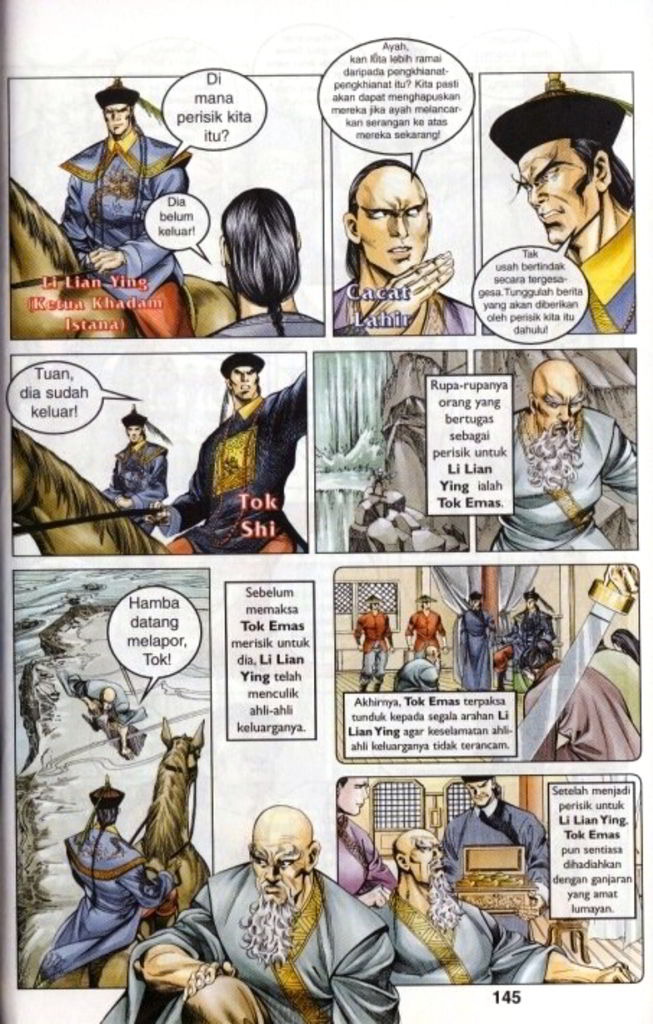 Di
mana
perisik kita
itu?
Dia
belum
keluar!
Li Lian Ying
(Ketua Khadam
Istana)
Ayah,
kan kita lebih ramai
daripada pengkhianat-
pengkhianat itu? Kita pasti
akan dapat menghapuskan
mereka jika ayah melancar-
kan serangan ke atas
mereka sekarang!
Cacat
Lahir
Tak
usah bertindak
secara tergesa-
gesa.Tunggulah berita
yang akan diberikan
oleh perisik kita
dahulu!
Tuan,
dia sudah
keluar!
Tok
Shi
Rupa-rupanya
orang yang
bertugas
sebagai
perisik untuk
Li Lian
Ying ialah
Tok Emas.
Hamba
datang
melapor,
Tok!
Sebelum
memaksa
Tok Emas
merisik untuk
dia, Li Lian
Ying telah
menculik
ahli-ahli
keluarganya.
Akhirnya, Tok Emas terpaksa
tunduk kepada segala arahan Li
Lian Ying agar keselamatan ahli-
ahli keluarganya tidak terancam.
Setelah menjadi
perisik untuk
Li Lian Ying,
Tok Emas
pun sentiasa
dihadiahkan
dengan ganjaran
yang amat
lumayan.
145